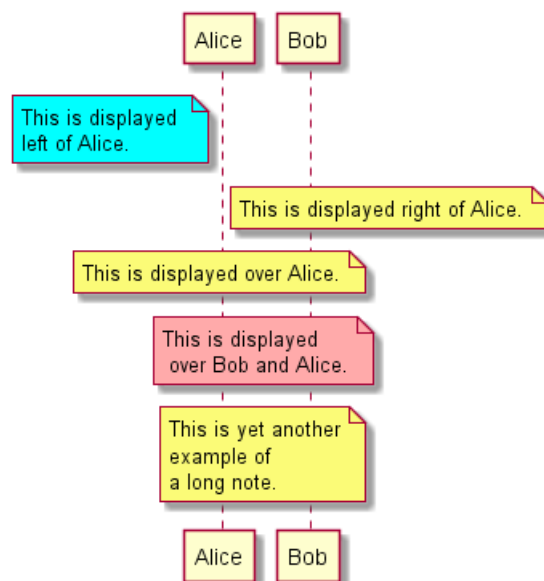 Alice
Bob
This is displayed
left of Alice.
This is displayed right of Alice.
This is displayed over Alice.
This is displayed
over Bob and Alice.
This is yet another
example of
a long note.
Alice
Bob